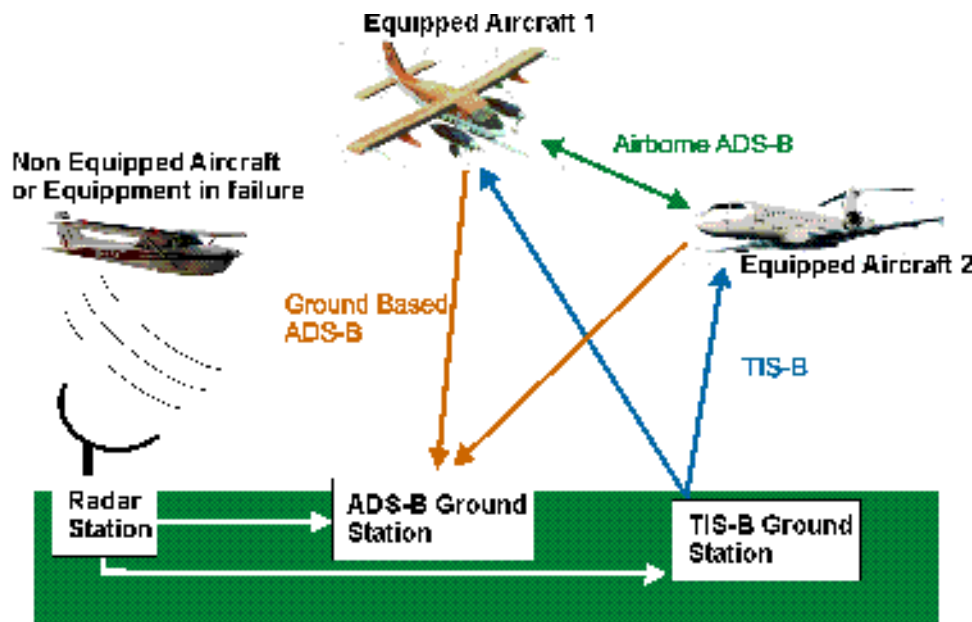 Equipped Aircraft 1
Airborne ADS-B
Non Equipped Aircraft
or Equippment in failure
Equipped Aircraft 2
Ground Based
ADS-B
TIS-B
Radar
Station
ADS-B Ground
Station
TIS-B Ground
Station